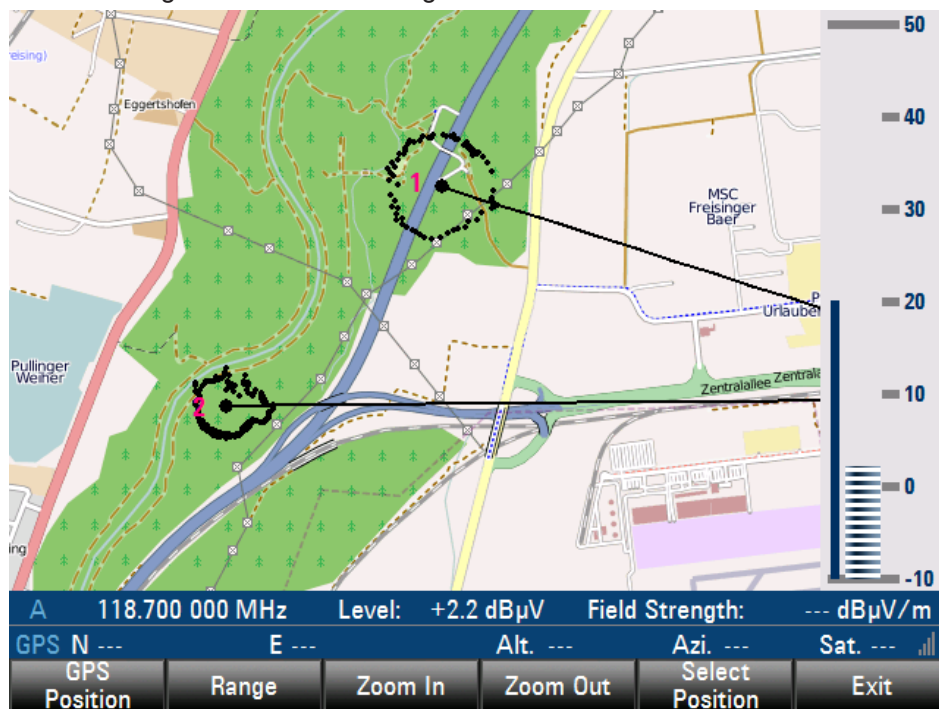 50
eising)
Eggertshofen
40
1
MSC
Freisinger
Baer
30
20
P
Urlauber
Pullinger
Weiher
10
Zentralallee Zentrala
2
0
ng
-10
A 118.700 000 MHz Level: +2.2 dBµV Field Strength: --- dBµV/m
GPS N --- E --- Alt. --- Azi. --- Sat. ---
GPS Position Range Zoom In Zoom Out Select Position Exit